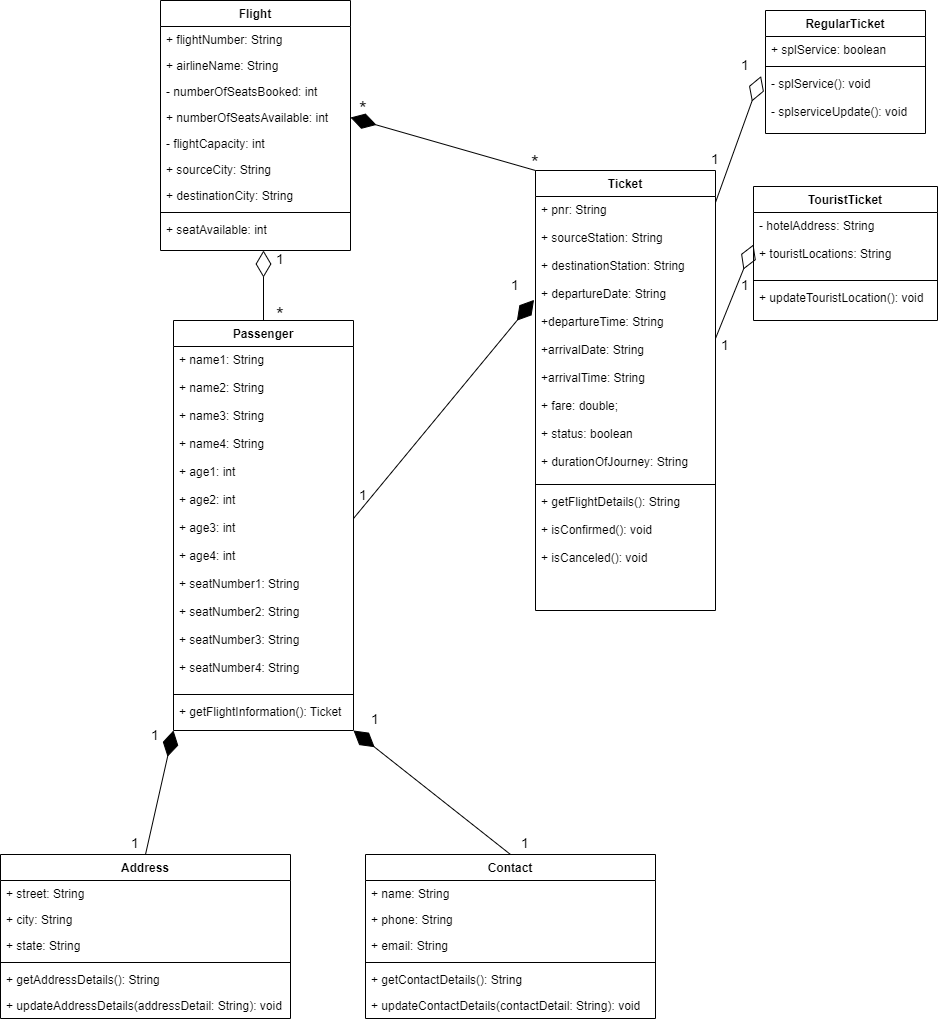 Flight
+ flightNumber: String
+ airlineName: String
- numberOfSeatsBooked: int
+ numberOfSeatsAvailable: int
- flightCapacity: int
+ sourceCity: String
+ destinationCity: String
+ seatAvailable: int
*
*
1
*
RegularTicket
+ splService: boolean
- splService(): void
- splserviceUpdate(): void
1
1
Ticket
+ pnr: String
+ sourceStation: String
+ destinationStation: String
+ departureDate: String
+departureTime: String
+arrivalDate: String
+arrivalTime: String
+ fare: double;
+ status: boolean
+ durationOfJourney: String
+ getFlightDetails(): String
+ isConfirmed(): void
+ isCanceled(): void
TouristTicket
- hotelAddress: String
+ touristLocations: String
+ updateTouristLocation(): void
1
1
1
1
Passenger
+ name1: String
+ name2: String
+ name3: String
+ name4: String
+ age1: int
+ age2: int
+ age3: int
+ age4: int
+ seatNumber1: String
+ seatNumber2: String
+ seatNumber3: String
+ seatNumber4: String
+ getFlightInformation(): Ticket
1
1
1
1
Address
+ street: String
+ city: String
+ state: String
+ getAddressDetails(): String
+ updateAddressDetails(addressDetail: String): void
Contact
+ name: String
+ phone: String
+ email: String
+ getContactDetails(): String
+ updateContactDetails(contactDetail: String): void